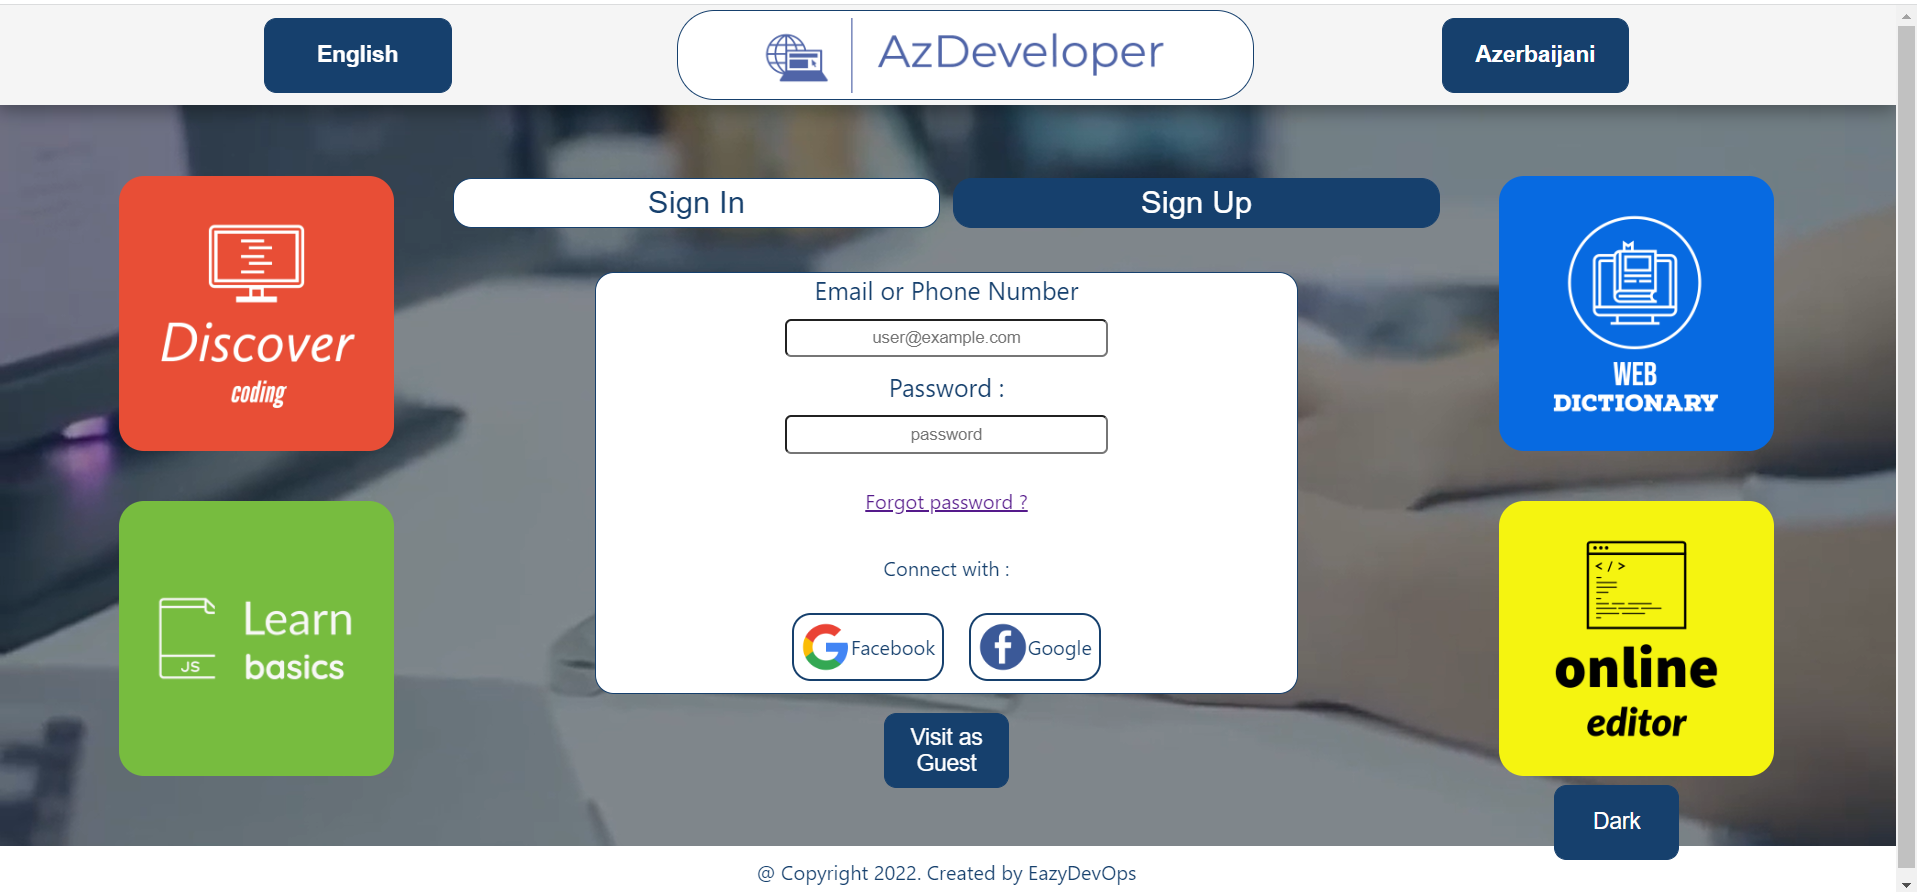 English
AzDeveloper
Azerbaijani
Sign In
Sign Up
Discover
coding
Learn
basics
JS
Email or Phone Number
user@example.com
Password :
password
Forgot password ?
Connect with :
Facebook
Google
Visit as
Guest
WEB
DICTIONARY
</>
online
editor
Dark
@ Copyright 2022. Created by EazyDevOps